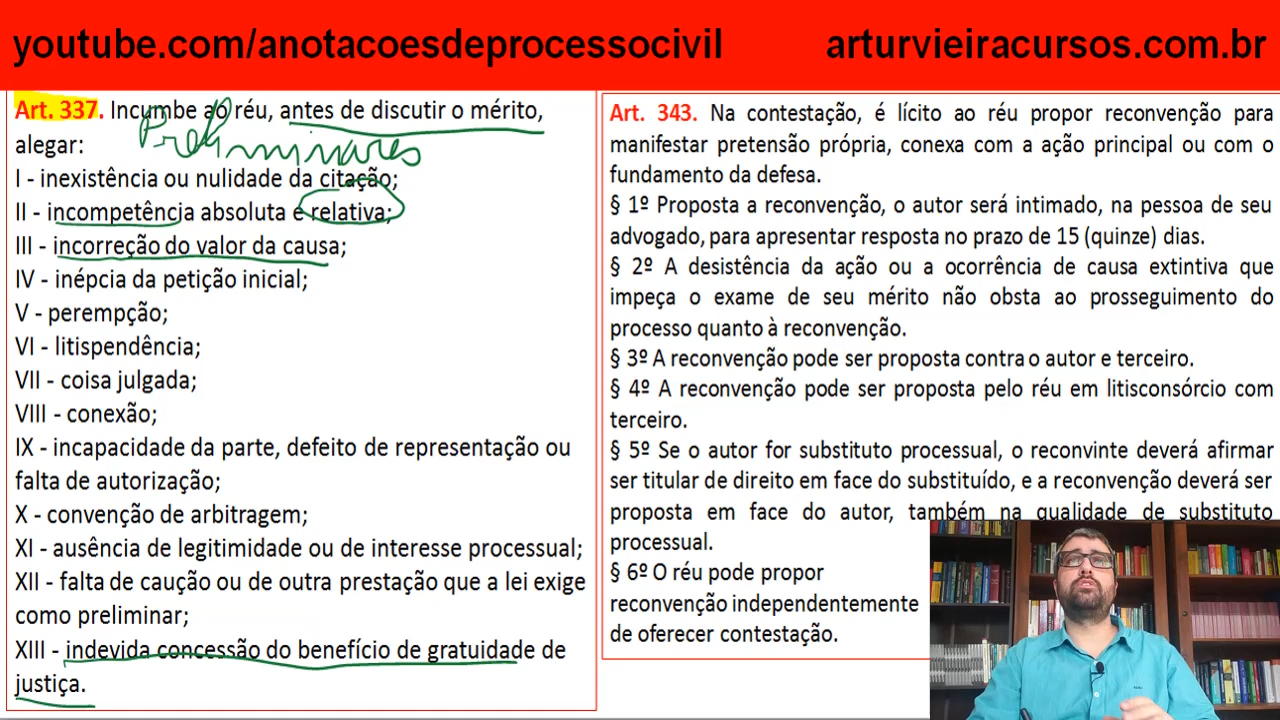 youtube.com/anotacoesdeprocessocivil
arturvieiracursos.com.br
Art. 337. Incumbe ao réu, antes de discutir o mérito,
alegar:
Preliminares
I - inexistência ou nulidade da citação;
II - incompetência absoluta e relativa;
III - incorreção do valor da causa;
IV - inépcia da petição inicial;
V - perempção;
VI - litispendência;
VII - coisa julgada;
VIII - conexão;
IX - incapacidade da parte, defeito de representação ou
falta de autorização;
X - convenção de arbitragem;
XI - ausência de legitimidade ou de interesse processual;
XII - falta de caução ou de outra prestação que a lei exige
como preliminar;
XIII - indevida concessão do benefício de gratuidade de
justiça.
Art. 343. Na contestação, é lícito ao réu propor reconvenção para
manifestar pretensão própria, conexa com a ação principal ou com o
fundamento da defesa.
§ 1º Proposta a reconvenção, o autor será intimado, na pessoa de seu
advogado, para apresentar resposta no prazo de 15 (quinze) dias.
§ 2º A desistência da ação ou a ocorrência de causa extintiva que
impeça o exame de seu mérito não obsta ao prosseguimento do
processo quanto à reconvenção.
§ 3º A reconvenção pode ser proposta contra o autor e terceiro.
§ 4º A reconvenção pode ser proposta pelo réu em litisconsórcio com
terceiro.
§ 5º Se o autor for substituto processual, o reconvinte deverá afirmar
ser titular de direito em face do substituído, e a reconvenção deverá ser
proposta em face do autor, também na qualidade de substituto
processual.
§ 6º O réu pode propor
reconvenção independentemente
de oferecer contestação.